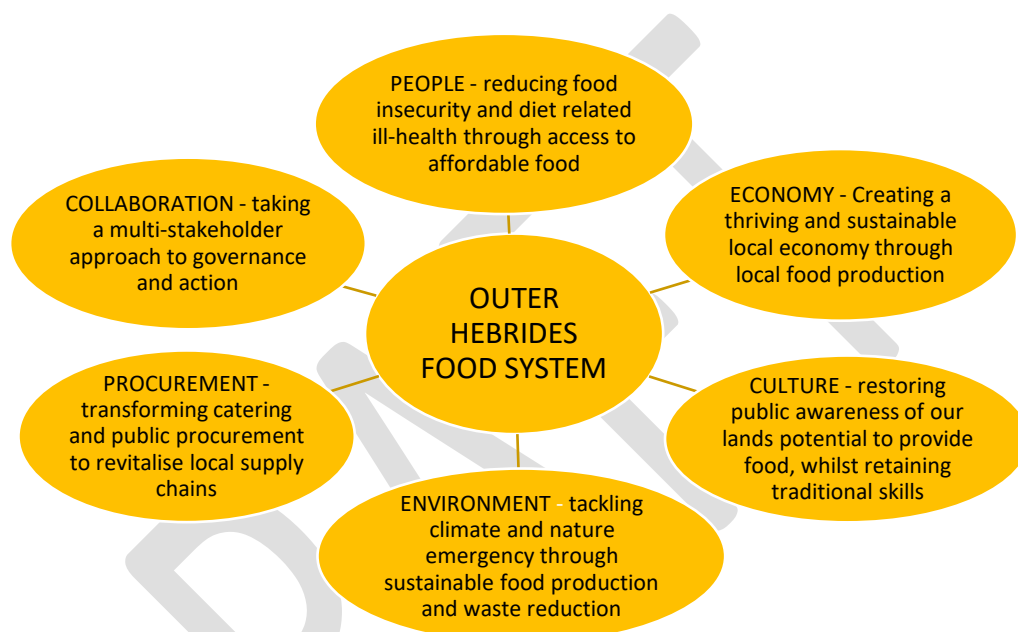 PEOPLE - reducing food
insecurity and diet related
ill-health through access to
affordable food
ECONOMY - Creating a
thriving and sustainable
local economy through
local food production
CULTURE - restoring
public awareness of our
lands potential to provide
food, whilst retaining
traditional skills
ENVIRONMENT - tackling
climate and nature
emergency through
sustainable food production
and waste reduction
PROCUREMENT -
transforming catering
and public procurement
to revitalise local supply
chains
COLLABORATION - taking
a multi-stakeholder
approach to governance
and action
OUTER
HEBRIDES
FOOD SYSTEM